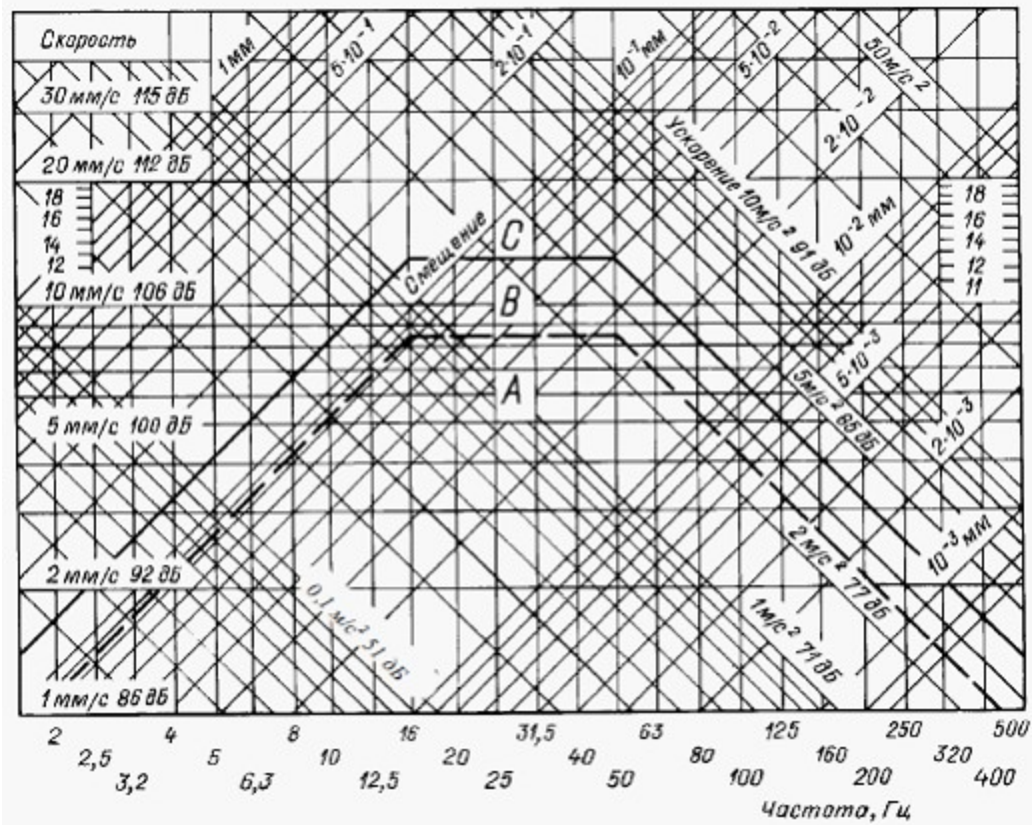 Скорость
30 мм/с 115 дБ
20 мм/с 112 дБ
18
16
14
12
10 мм/с 106 дБ
5 мм/с 100 дБ
2 мм/с 92 дБ
1 мм/с 86 дБ
1 мм
5·10⁻¹
2·10⁻¹
10⁻¹ мм
5·10⁻²
50 м/с²
2·10⁻²
Ускорение 10 м/с² 91 дБ
10⁻² мм
18
16
14
12
11
Смещение
C
B
A
5·10⁻³
5 м/с² 85 дБ
2·10⁻³
10⁻³ мм
2 м/с² 77 дБ
1 м/с² 71 дБ
0,1 м/с² 51 дБ
2 4 8 16 31,5 63 125 250 500
2,5 5 10 20 40 80 160 320
3,2 6,3 12,5 25 50 100 200 400
Частота, Гц